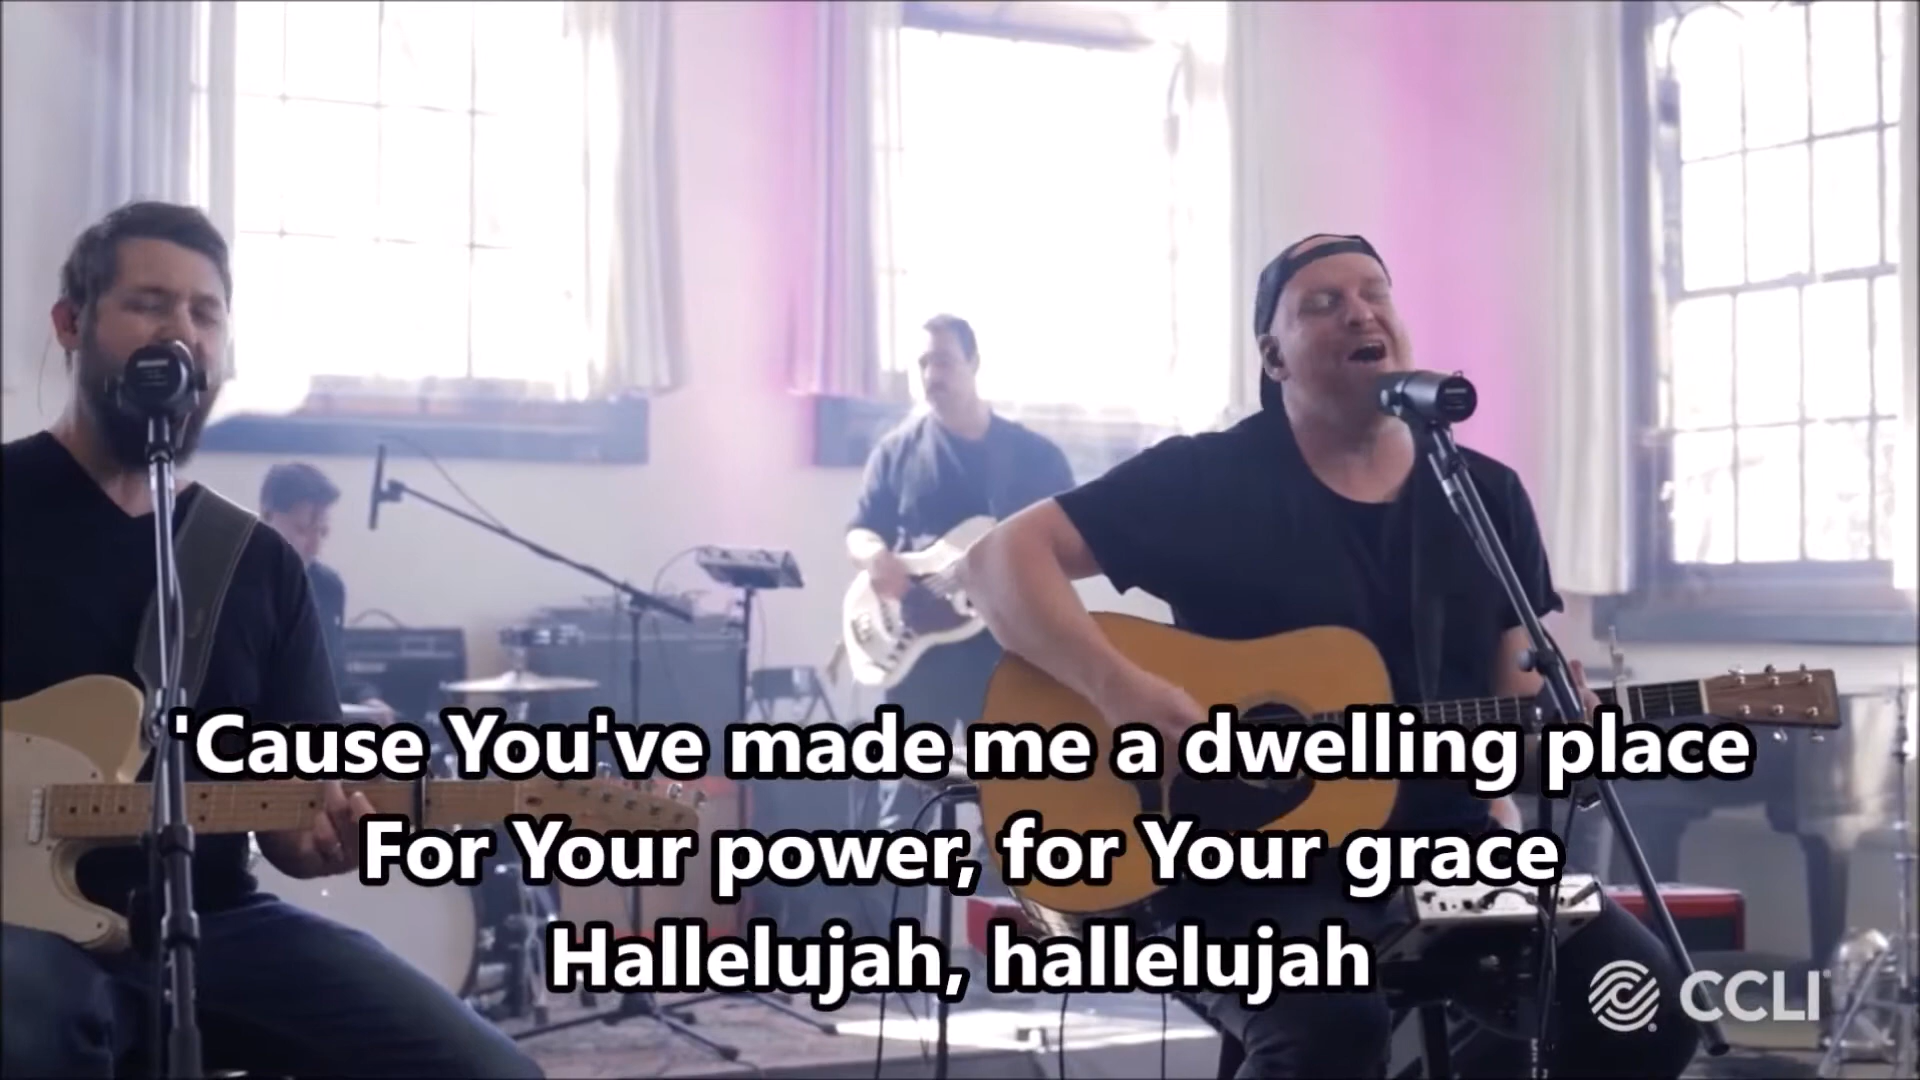 'Cause You've made me a dwelling place
For Your power, for Your grace
Hallelujah, hallelujah
CCLI